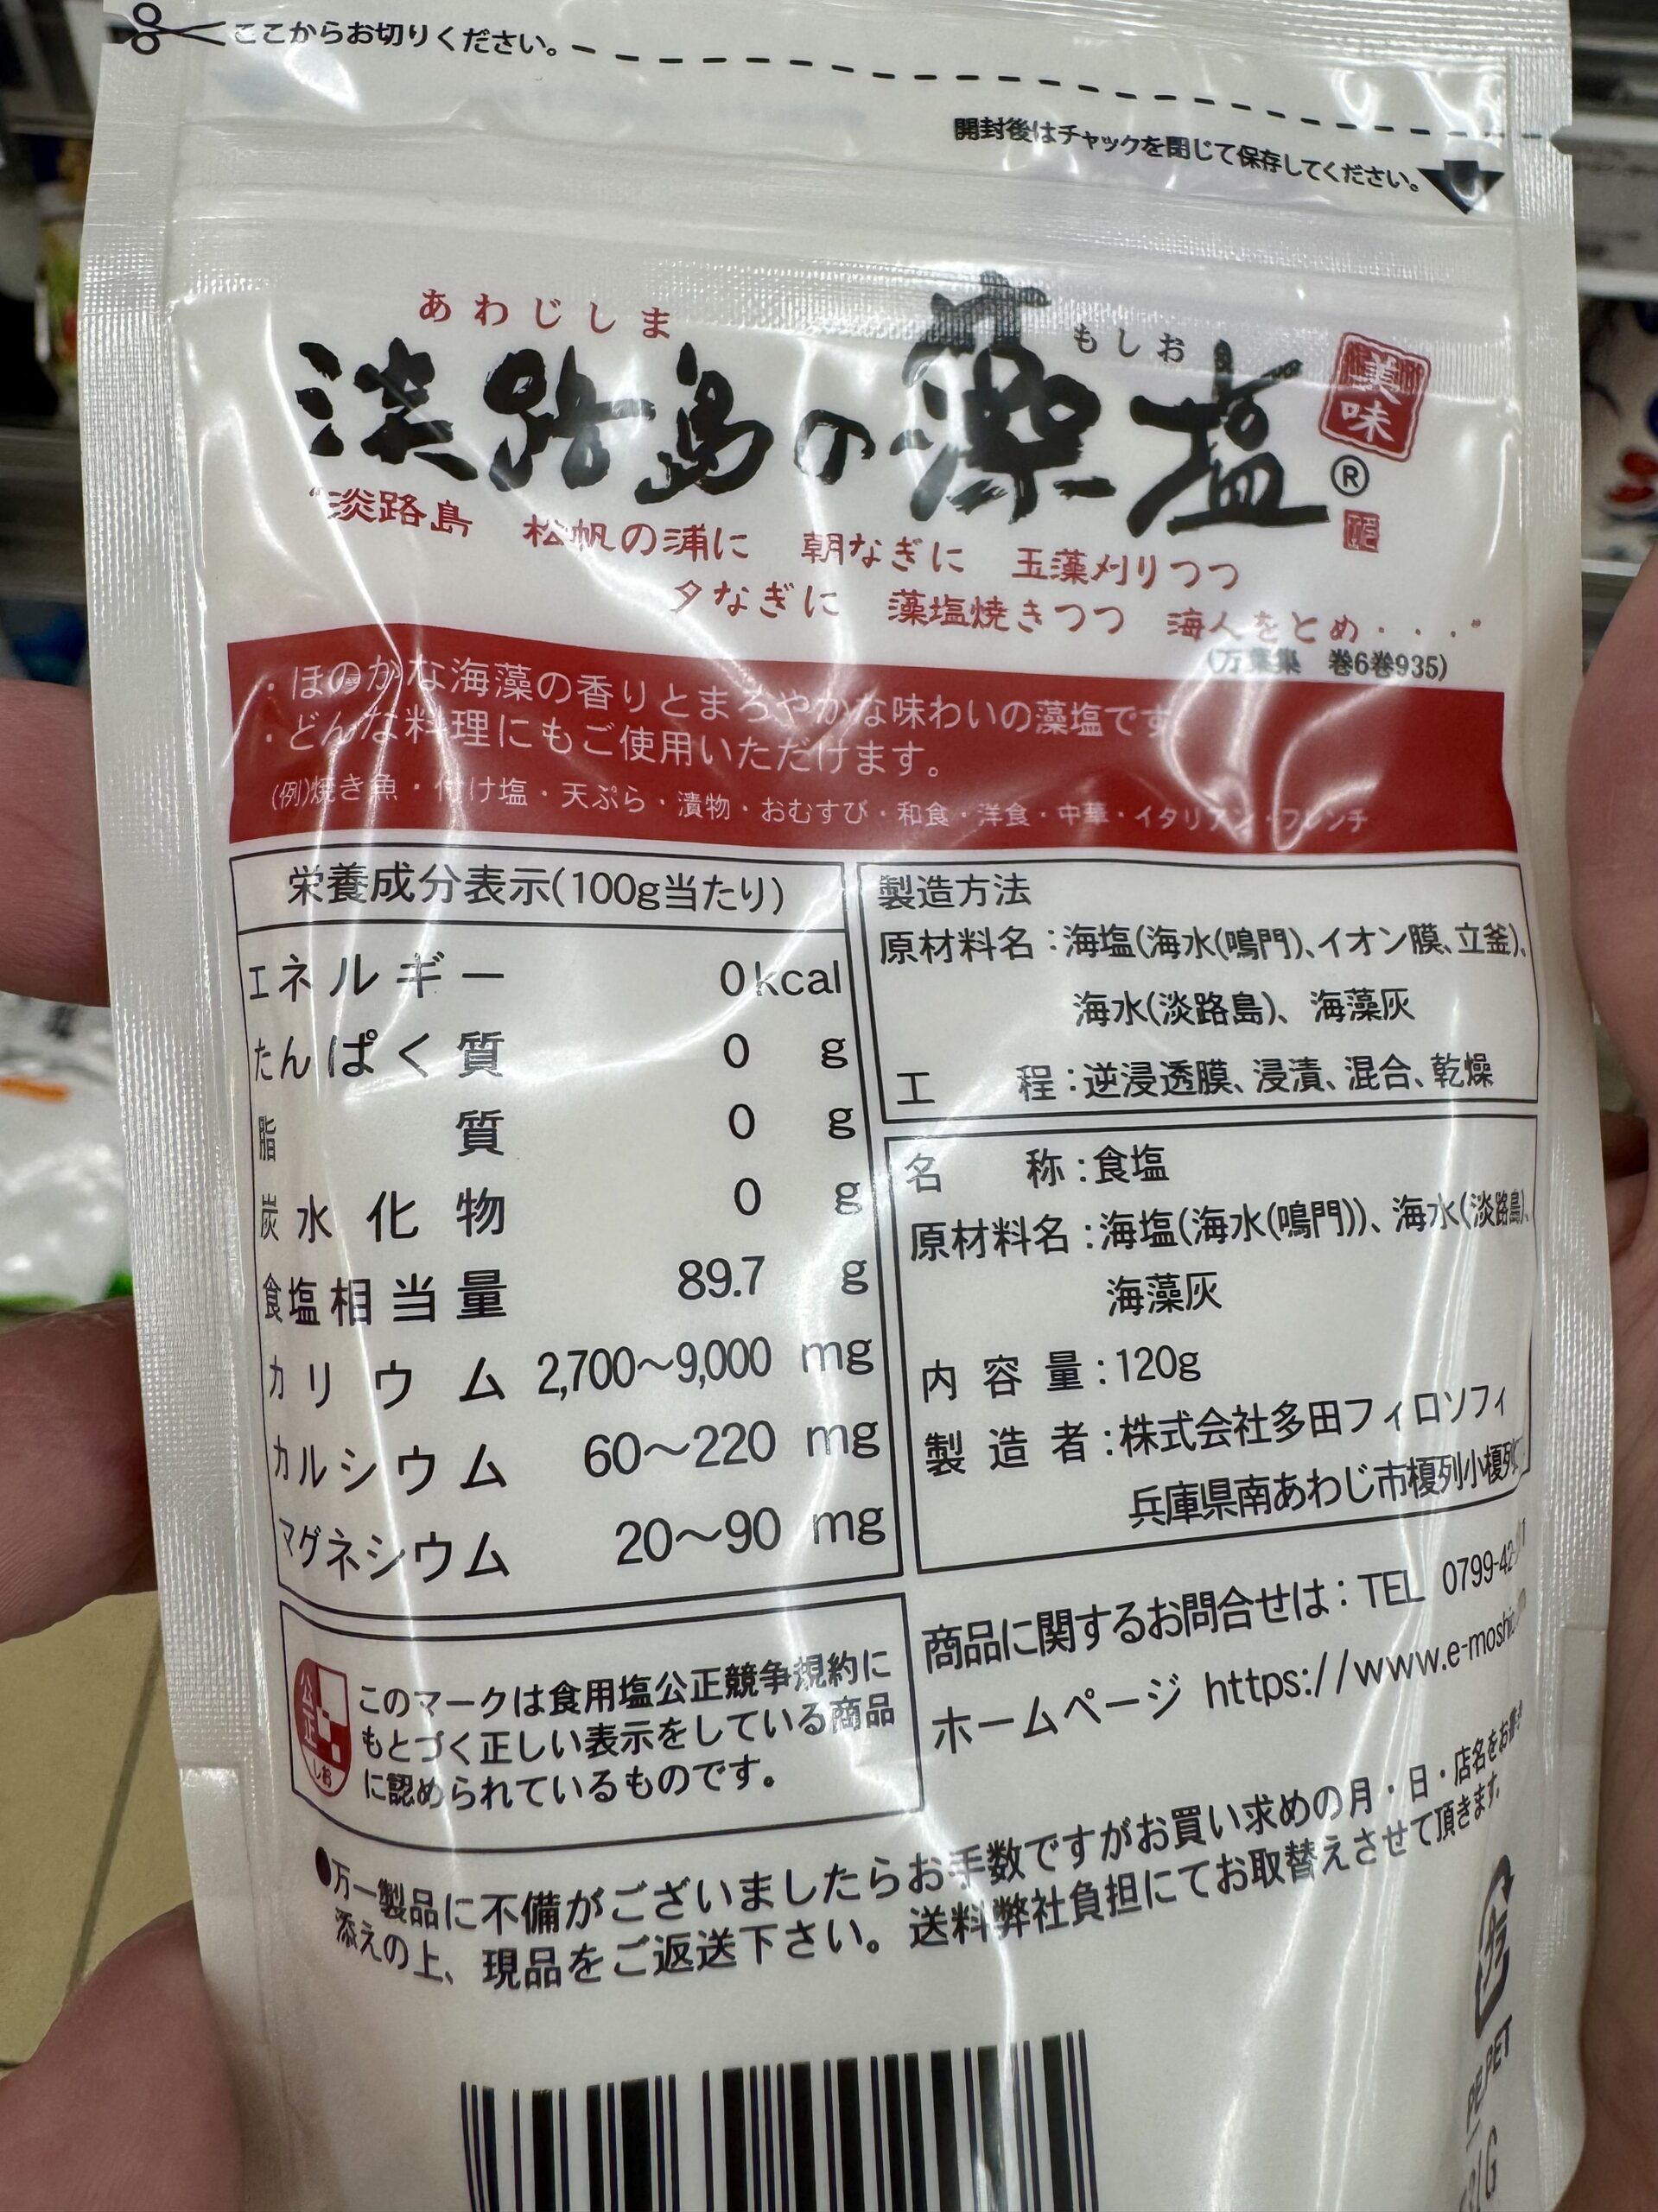 ここからお切りください。
開封後はチャックを閉じて保存してください。
あわじしま
もしお
淡路島の藻塩
美味
®
"淡路島 松帆の浦に 朝なぎに 玉藻刈りつつ
夕なぎに 藻塩焼きつつ 海人をとめ・・・"
(万葉集 巻6巻935)
・ほのかな海藻の香りとまろやかな味わいの藻塩です
・どんな料理にもご使用いただけます。
(例)焼き魚・付け塩・天ぷら・漬物・おむすび・和食・洋食・中華・イタリアン・フレンチ
栄養成分表示(100g当たり)
エネルギー 0kcal
たんぱく質 0 g
脂質 0 g
炭水化物 0 g
食塩相当量 89.7 g
カリウム 2,700～9,000 mg
カルシウム 60～220 mg
マグネシウム 20～90 mg
製造方法
原材料名：海塩(海水(鳴門)、イオン膜、立釜)、
海水(淡路島)、海藻灰
工程：逆浸透膜、浸漬、混合、乾燥
名称：食塩
原材料名：海塩(海水(鳴門))、海水(淡路島)、
海藻灰
内容量：120g
製造者：株式会社多田フィロソフィ
兵庫県南あわじ市榎列小榎列
公正
しお
このマークは食用塩公正競争規約に
もとづく正しい表示をしている商品
に認められているものです。
商品に関するお問合せは：TEL 0799-42-
ホームページ https://www.e-moshio
●万一製品に不備がございましたらお手数ですがお買い求めの月・日・店名をお書き
添えの上、現品をご返送下さい。送料弊社負担にてお取替えさせて頂きます。
PE,PET